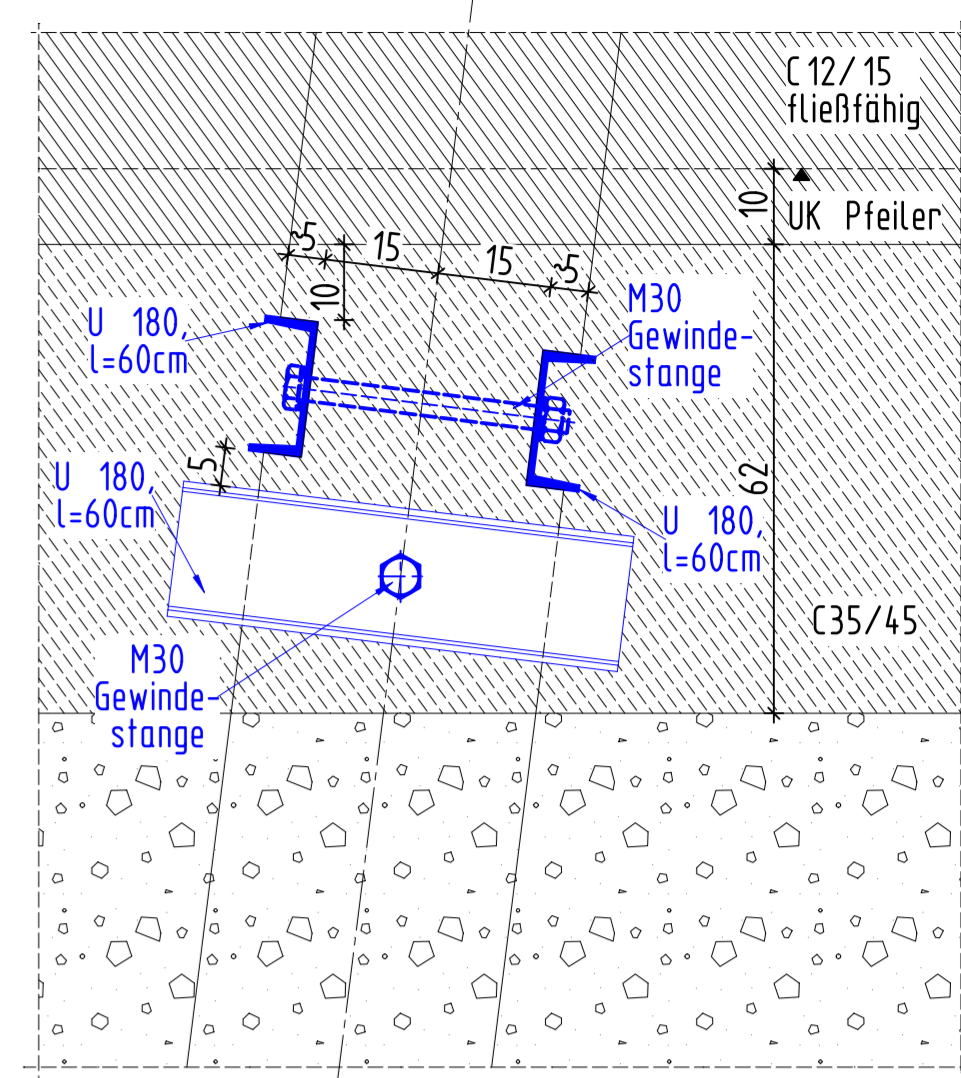 C 12/15
fließfähig
10
UK Pfeiler
5
15
15
5
10
M30
Gewinde-
stange
U 180,
l=60cm
5
U 180,
l=60cm
62
U 180,
l=60cm
C35/45
M30
Gewinde-
stange